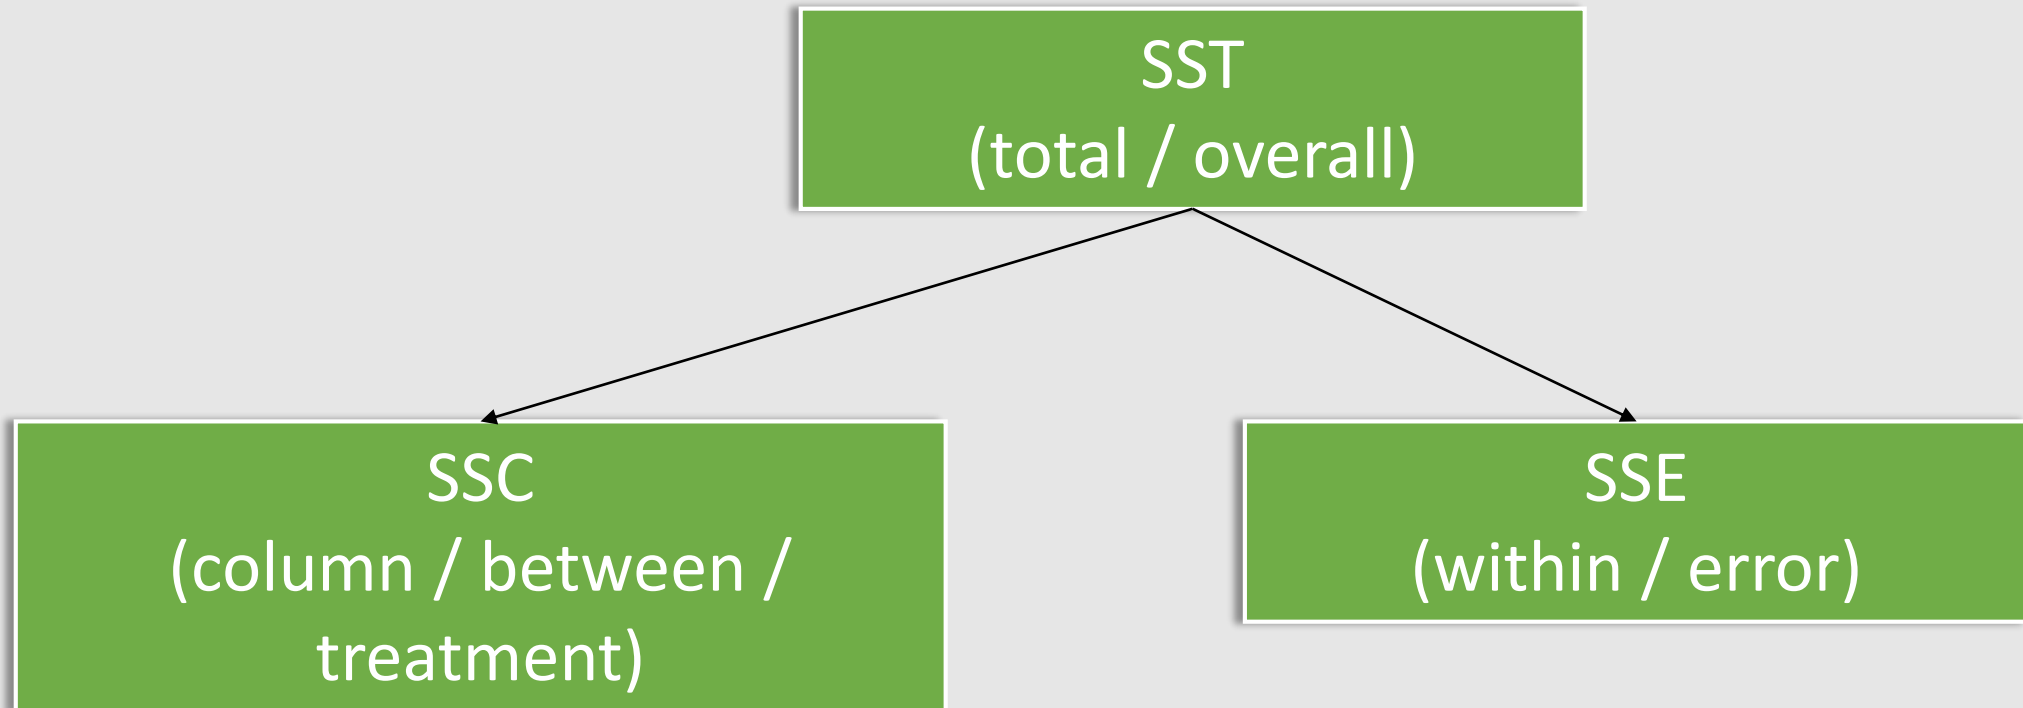 SST
(total / overall)
SSC
(column / between /
treatment)
SSE
(within / error)